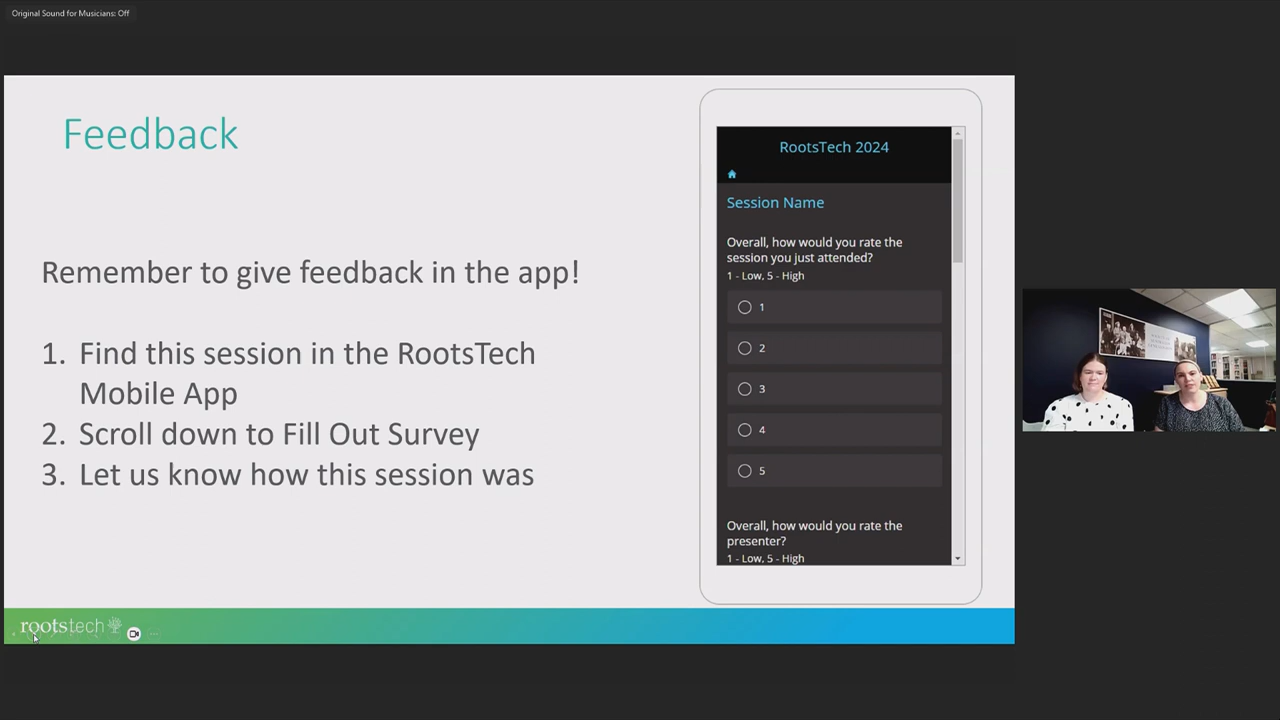 Original Sound for Musicians: Off
Feedback
Remember to give feedback in the app!
1. Find this session in the RootsTech
Mobile App
2. Scroll down to Fill Out Survey
3. Let us know how this session was
RootsTech 2024
Session Name
Overall, how would you rate the
session you just attended?
1 - Low, 5 - High
1
2
3
4
5
Overall, how would you rate the
presenter?
1 - Low, 5 - High
rootstech